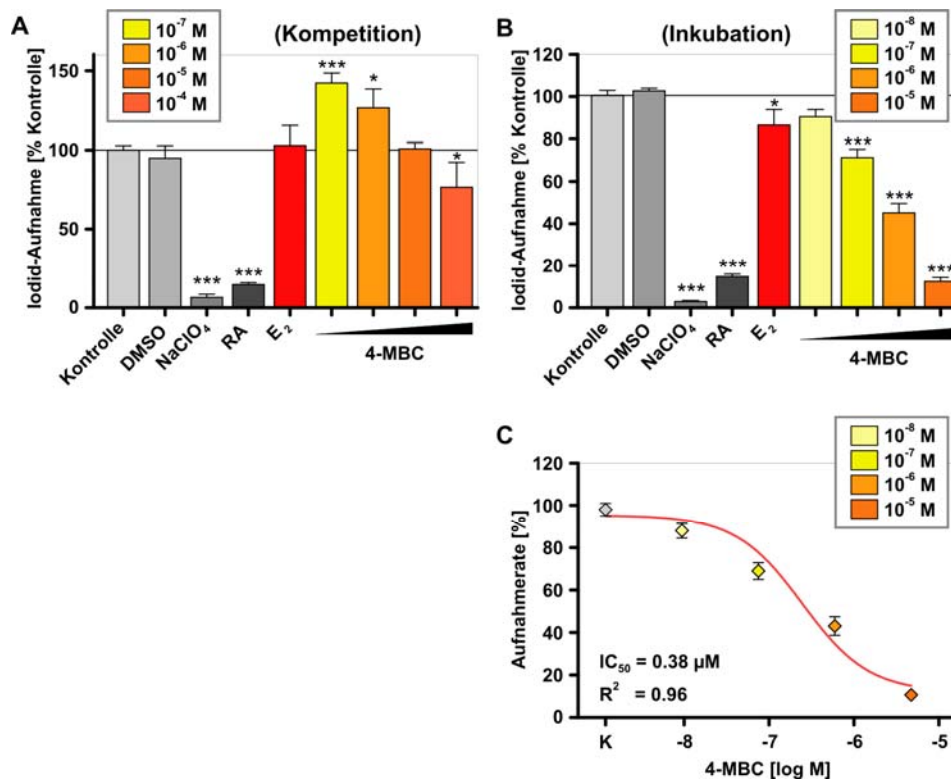 A
(Kompetition)
10⁻⁷ M
10⁻⁶ M
10⁻⁵ M
10⁻⁴ M
Iodid-Aufnahme [% Kontrolle]
150
100
50
0
*** *** *** * *
Kontrolle DMSO NaClO₄ RA E₂
4-MBC
B
(Inkubation)
10⁻⁸ M
10⁻⁷ M
10⁻⁶ M
10⁻⁵ M
Iodid-Aufnahme [% Kontrolle]
120
100
80
60
40
20
0
*** *** * *** *** ***
Kontrolle DMSO NaClO₄ RA E₂
4-MBC
C
10⁻⁸ M
10⁻⁷ M
10⁻⁶ M
10⁻⁵ M
Aufnahmerate [%]
120
100
80
60
40
20
0
IC₅₀ = 0.38 µM
R² = 0.96
K -8 -7 -6 -5
4-MBC [log M]